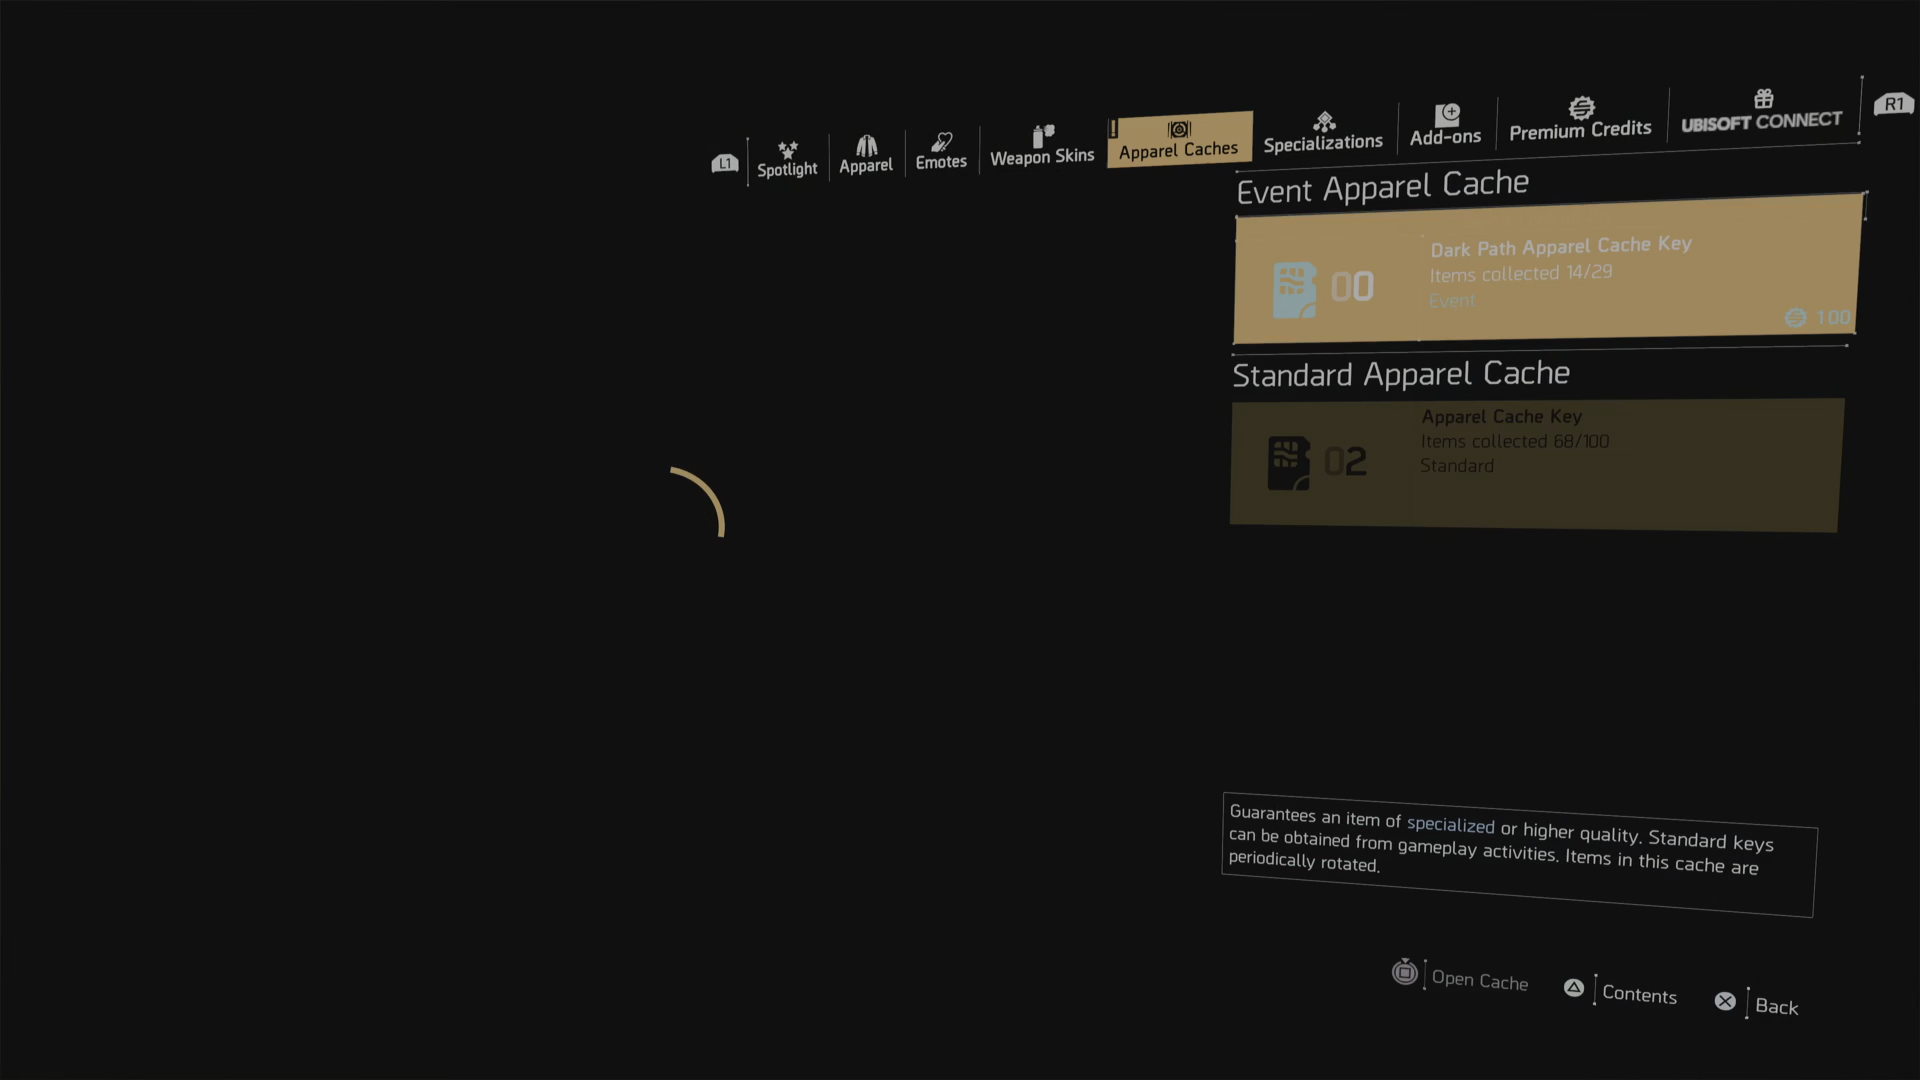 L1
Spotlight
Apparel
Emotes
Weapon Skins
Apparel Caches
Specializations
Add-ons
Premium Credits
UBISOFT CONNECT
R1
Event Apparel Cache
00
Dark Path Apparel Cache Key
Items collected 14/29
Event
100
Standard Apparel Cache
02
Apparel Cache Key
Items collected 68/100
Standard
Guarantees an item of specialized or higher quality. Standard keys
can be obtained from gameplay activities. Items in this cache are
periodically rotated.
Open Cache
Contents
Back